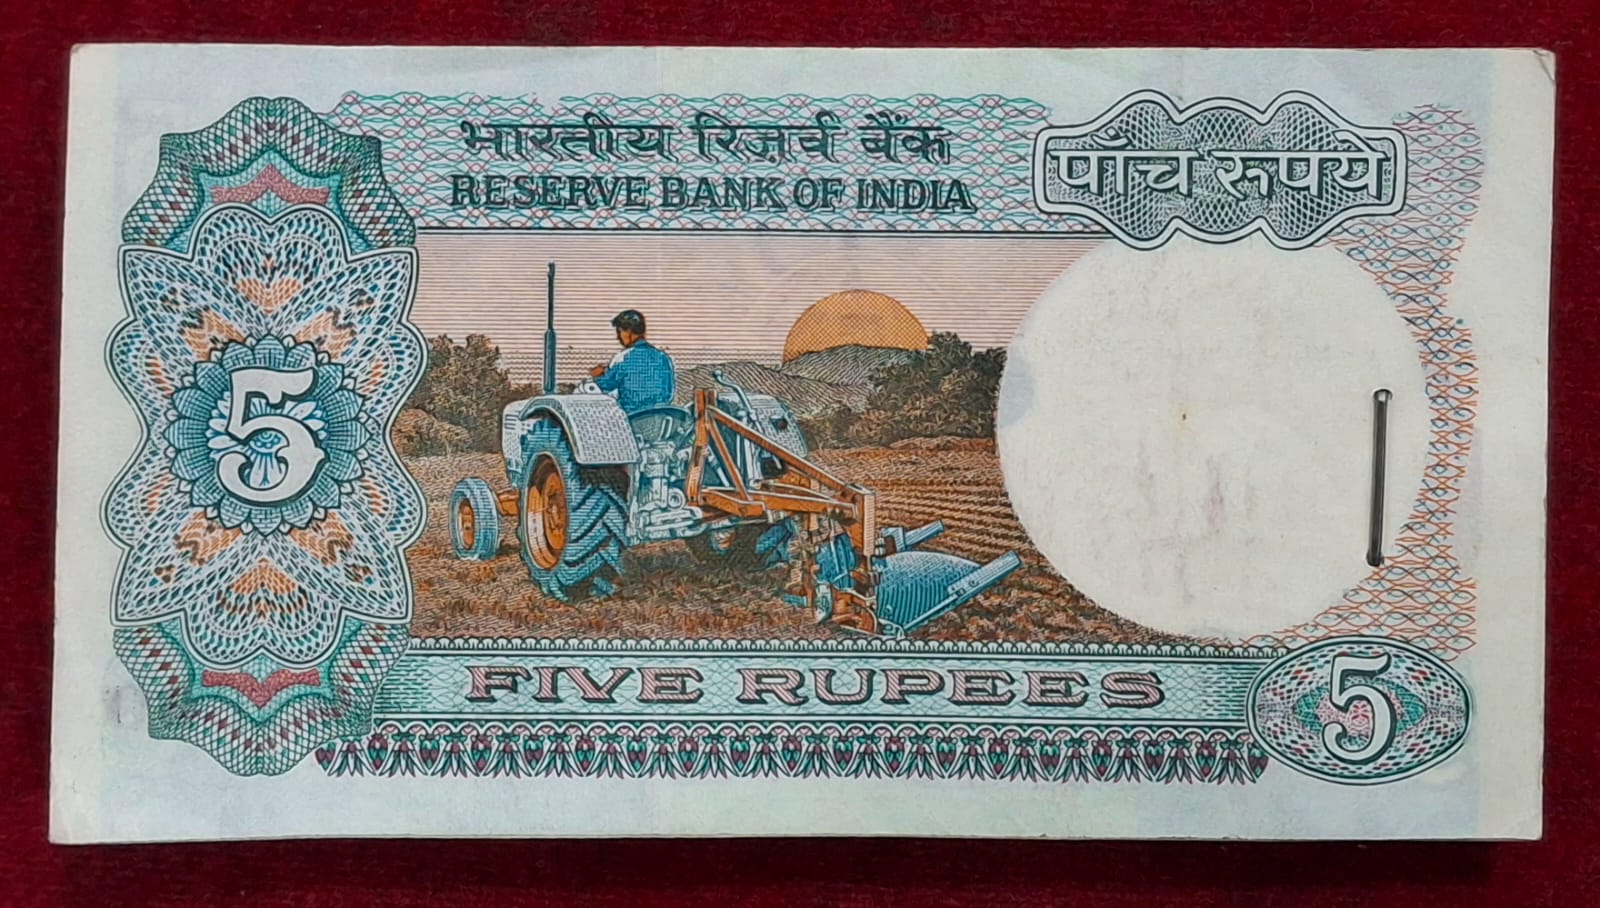 भारतीय रिज़र्व बैंक
RESERVE BANK OF INDIA
पाँच रूपये
5
FIVE RUPEES
5